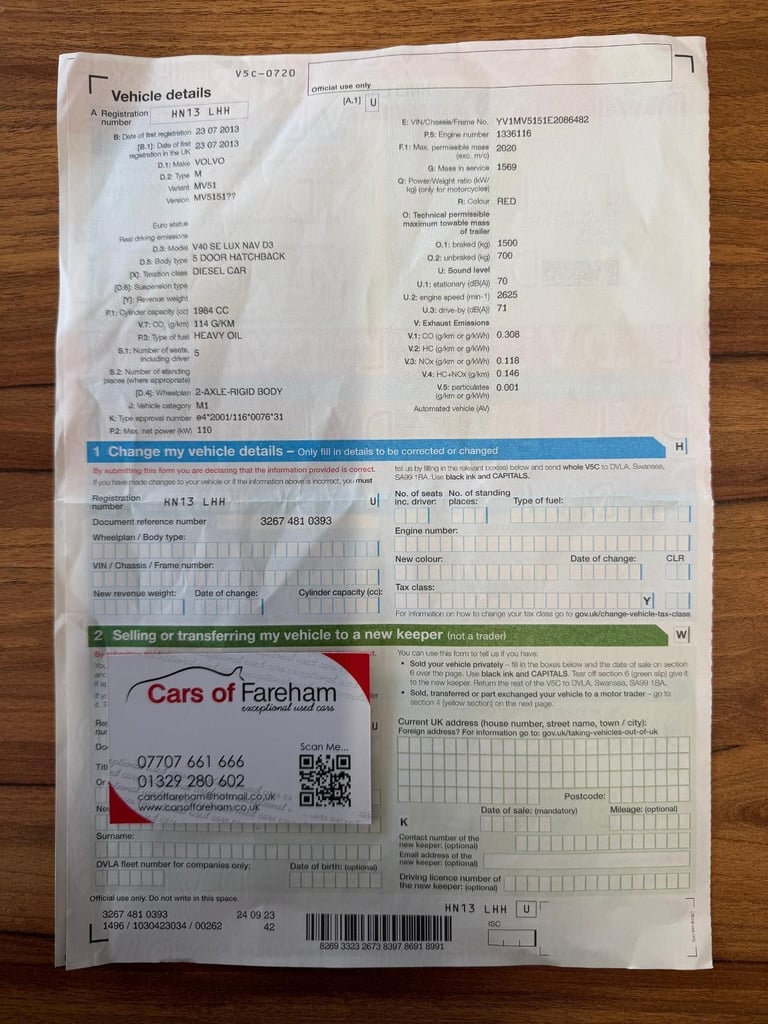 V5C-0720
Official use only
Vehicle details
[A.1] U
A Registration number HN13 LHH
B: Date of first registration 23 07 2013
[B.1]: Date of first registration in the UK 23 07 2013
D.1: Make VOLVO
D.2: Type M
Variant MV51
Version MV5151??
Euro status
Real driving emissions
D.3: Model V40 SE LUX NAV D3
D.5: Body type 5 DOOR HATCHBACK
[X]: Taxation class DIESEL CAR
[D.6]: Suspension type
[Y]: Revenue weight
P.1: Cylinder capacity (cc) 1984 CC
V.7: CO₂ (g/km) 114 G/KM
P.3: Type of fuel HEAVY OIL
S.1: Number of seats, including driver 5
S.2: Number of standing places (where appropriate)
[D.4]: Wheelplan 2-AXLE-RIGID BODY
J: Vehicle category M1
K: Type approval number e4*2001/116*0076*31
P.2: Max. net power (kW) 110
E: VIN/Chassis/Frame No. YV1MV5151E2086482
P.5: Engine number 1336116
F.1: Max. permissible mass (exc. m/c) 2020
G: Mass in service 1569
Q: Power/Weight ratio (kW/kg) (only for motorcycles)
R: Colour RED
O: Technical permissible maximum towable mass of trailer
O.1: braked (kg) 1500
O.2: unbraked (kg) 700
U: Sound level
U.1: stationary (dB(A)) 70
U.2: engine speed (min-1) 2625
U.3: drive-by (dB(A)) 71
V: Exhaust Emissions
V.1: CO (g/km or g/kWh) 0.308
V.2: HC (g/km or g/kWh)
V.3: NOx (g/km or g/kWh) 0.118
V.4: HC+NOx (g/km) 0.146
V.5: particulates (g/km or g/kWh) 0.001
Automated vehicle (AV)
1 Change my vehicle details – Only fill in details to be corrected or changed
H
By submitting this form you are declaring that the information provided is correct.
If you have made changes to your vehicle or if the information above is incorrect, you must
tell us by filling in the relevant box(es) below and send whole V5C to DVLA, Swansea,
SA99 1BA. Use black ink and CAPITALS.
Registration number HN13 LHH U
Document reference number 3267 481 0393
Wheelplan / Body type:
VIN / Chassis / Frame number:
New revenue weight: Date of change: Cylinder capacity (cc):
No. of seats inc. driver: No. of standing places: Type of fuel:
Engine number:
New colour: Date of change: CLR
Tax class:
Y
For information on how to change your tax class go to gov.uk/change-vehicle-tax-class
2 Selling or transferring my vehicle to a new keeper (not a trader)
W
You can use this form to tell us if you have:
• Sold your vehicle privately – fill in the boxes below and the date of sale on section
6 over the page. Use black ink and CAPITALS. Tear off section 6 (green slip) give it
to the new keeper. Return the rest of the V5C to DVLA, Swansea, SA99 1BA.
• Sold, transferred or part exchanged your vehicle to a motor trader – go to
section 4 (yellow section) on the next page.
Cars of Fareham
exceptional used cars
Scan Me...
07707 661 666
01329 280 602
carsoffareham@hotmail.co.uk
www.carsoffareham.co.uk
U
Current UK address (house number, street name, town / city):
Foreign address? For information go to: gov.uk/taking-vehicles-out-of-uk
Postcode:
Date of sale: (mandatory) Mileage: (optional)
K
Contact number of the new keeper: (optional)
Email address of the new keeper: (optional)
Driving licence number of the new keeper: (optional)
Surname:
DVLA fleet number for companies only: Date of birth: (optional)
Official use only. Do not write in this space.
3267 481 0393 24 09 23
1496 / 1030423034 / 00262 42
8269 3323 2673 8397 8691 8991
HN13 LHH U
ISC
Official use only